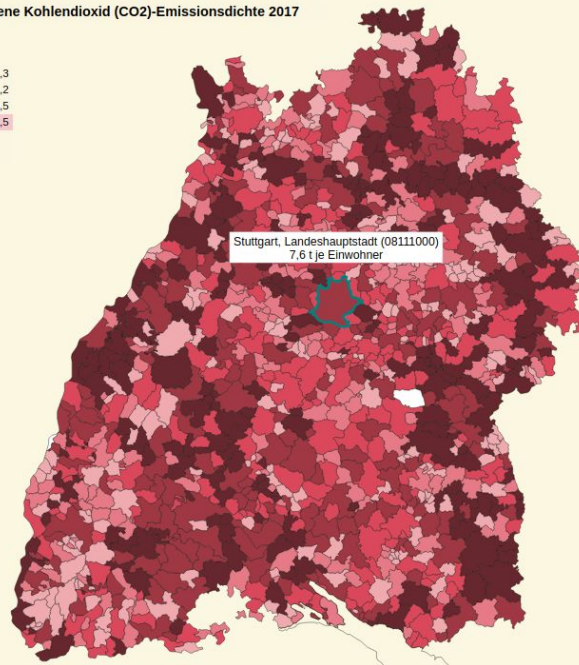 ene Kohlendioxid (CO2)-Emissionsdichte 2017
,3
,2
,5
,5
Stuttgart, Landeshauptstadt (08111000)
7,6 t je Einwohner